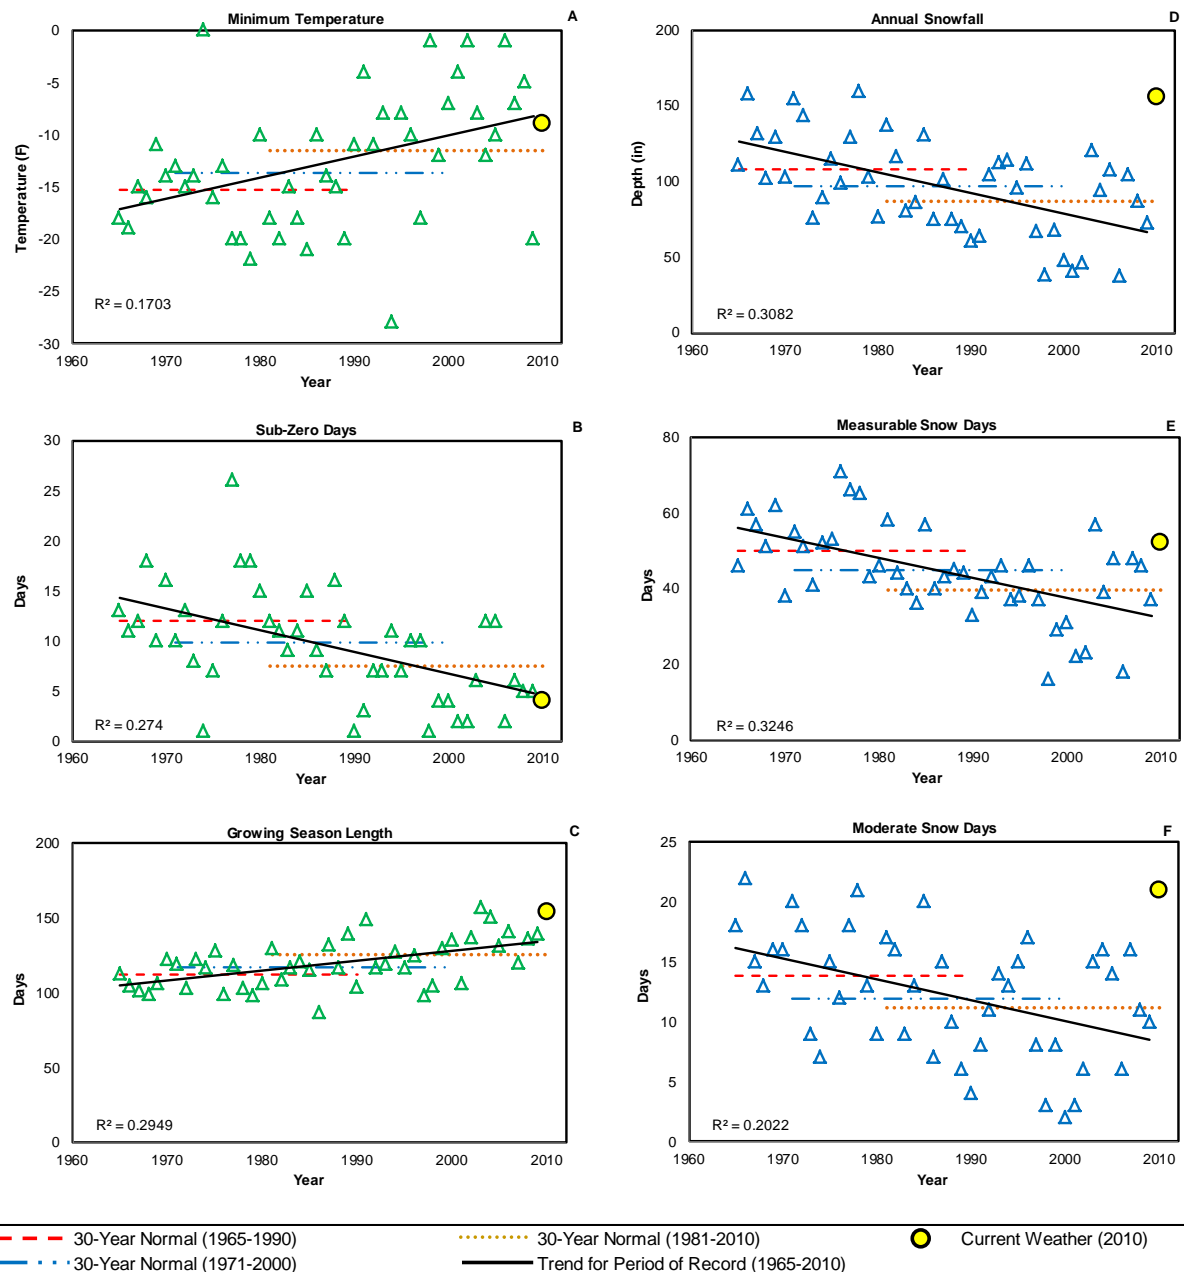 Minimum Temperature
A
0
-5
-10
-15
-20
-25
-30
Temperature (F)
R² = 0.1703
1960 1970 1980 1990 2000 2010
Year
Annual Snowfall
D
200
150
100
50
0
Depth (in)
R² = 0.3082
1960 1970 1980 1990 2000 2010
Year
Sub-Zero Days
B
30
25
20
15
10
5
0
Days
R² = 0.274
1960 1970 1980 1990 2000 2010
Year
Measurable Snow Days
E
80
60
40
20
0
Days
R² = 0.3246
1960 1970 1980 1990 2000 2010
Year
Growing Season Length
C
200
150
100
50
0
Days
R² = 0.2949
1960 1970 1980 1990 2000 2010
Year
Moderate Snow Days
F
25
20
15
10
5
0
Days
R² = 0.2022
1960 1970 1980 1990 2000 2010
Year
30-Year Normal (1965-1990)
30-Year Normal (1981-2010)
Current Weather (2010)
30-Year Normal (1971-2000)
Trend for Period of Record (1965-2010)